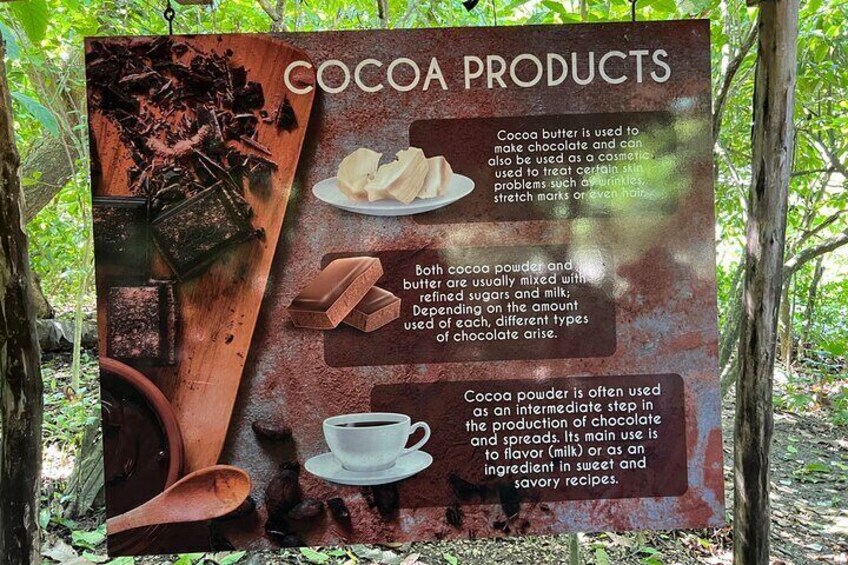 COCOA PRODUCTS
Cocoa butter is used to
make chocolate and can
also be used as a cosmetic
used to treat certain skin
problems such as wrinkles,
stretch marks or even hair.
Both cocoa powder and
butter are usually mixed with
refined sugars and milk;
Depending on the amount
used of each, different types
of chocolate arise.
Cocoa powder is often used
as an intermediate step in
the production of chocolate
and spreads. Its main use is
to flavor (milk) or as an
ingredient in sweet and
savory recipes.